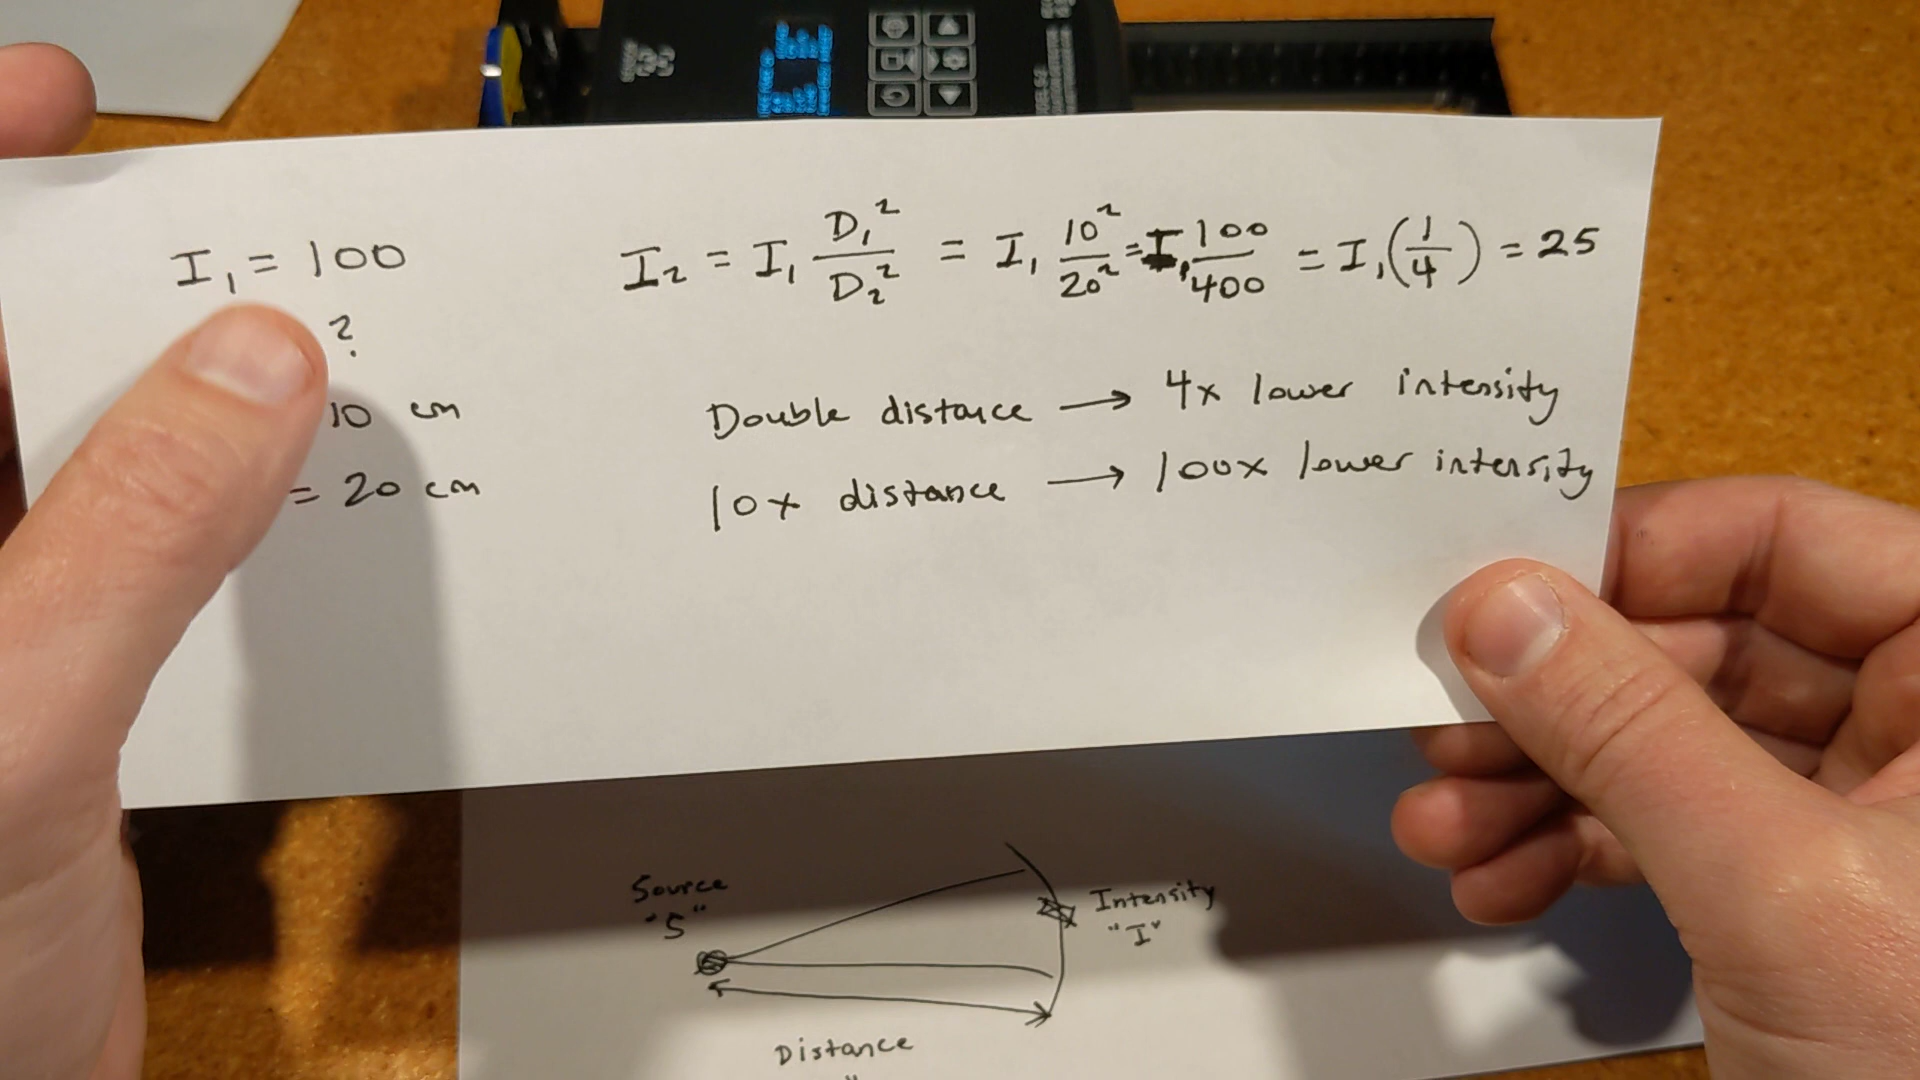 I₁ = 100
?
10 cm
= 20 cm
I₂ = I₁ D₁²/D₂² = I₁ 10²/20² = I₁ 100/400 = I₁(1/4) = 25
Double distance → 4x lower intensity
10x distance → 100x lower intensity
Source
"S"
Intensity
"I"
Distance